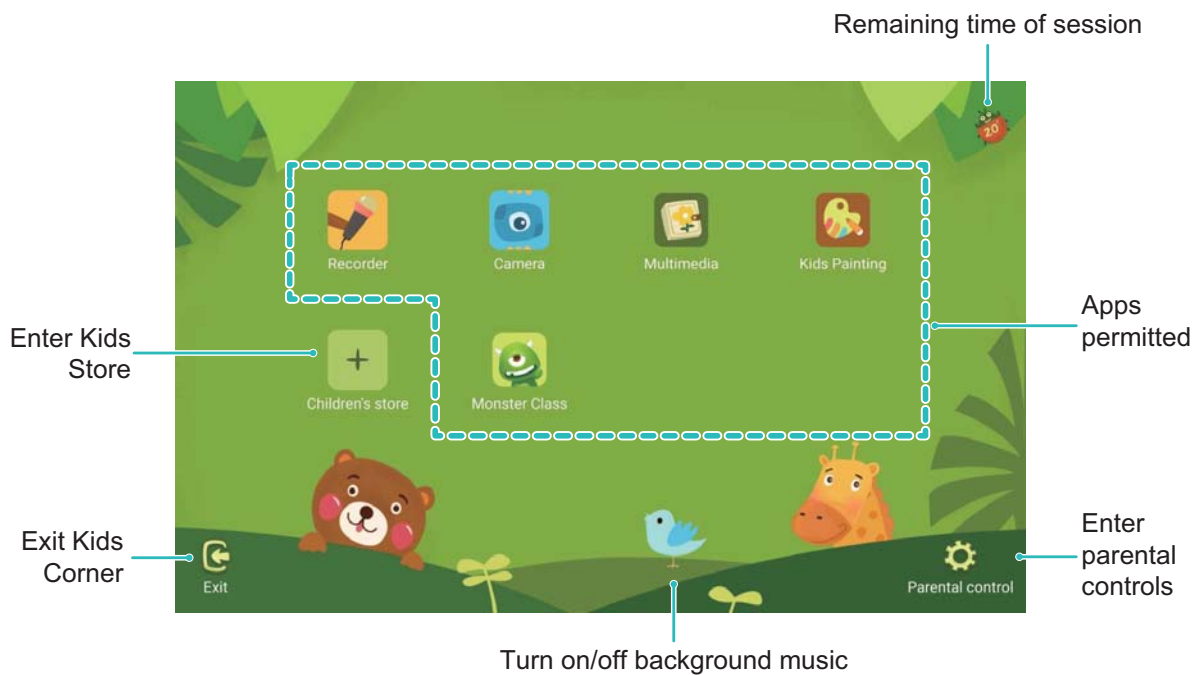 Remaining time of session
20'
Recorder
Camera
Multimedia
Kids Painting
Apps
permitted
Enter Kids
Store
Children's store
Monster Class
Exit Kids
Corner
Exit
Parental control
Enter
parental
controls
Turn on/off background music